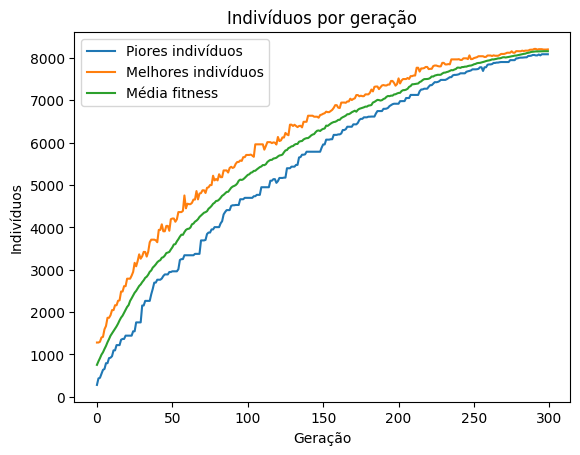 Indivíduos por geração
Piores indivíduos
Melhores indivíduos
Média fitness
Indivíduos
8000
7000
6000
5000
4000
3000
2000
1000
0
0 50 100 150 200 250 300
Geração